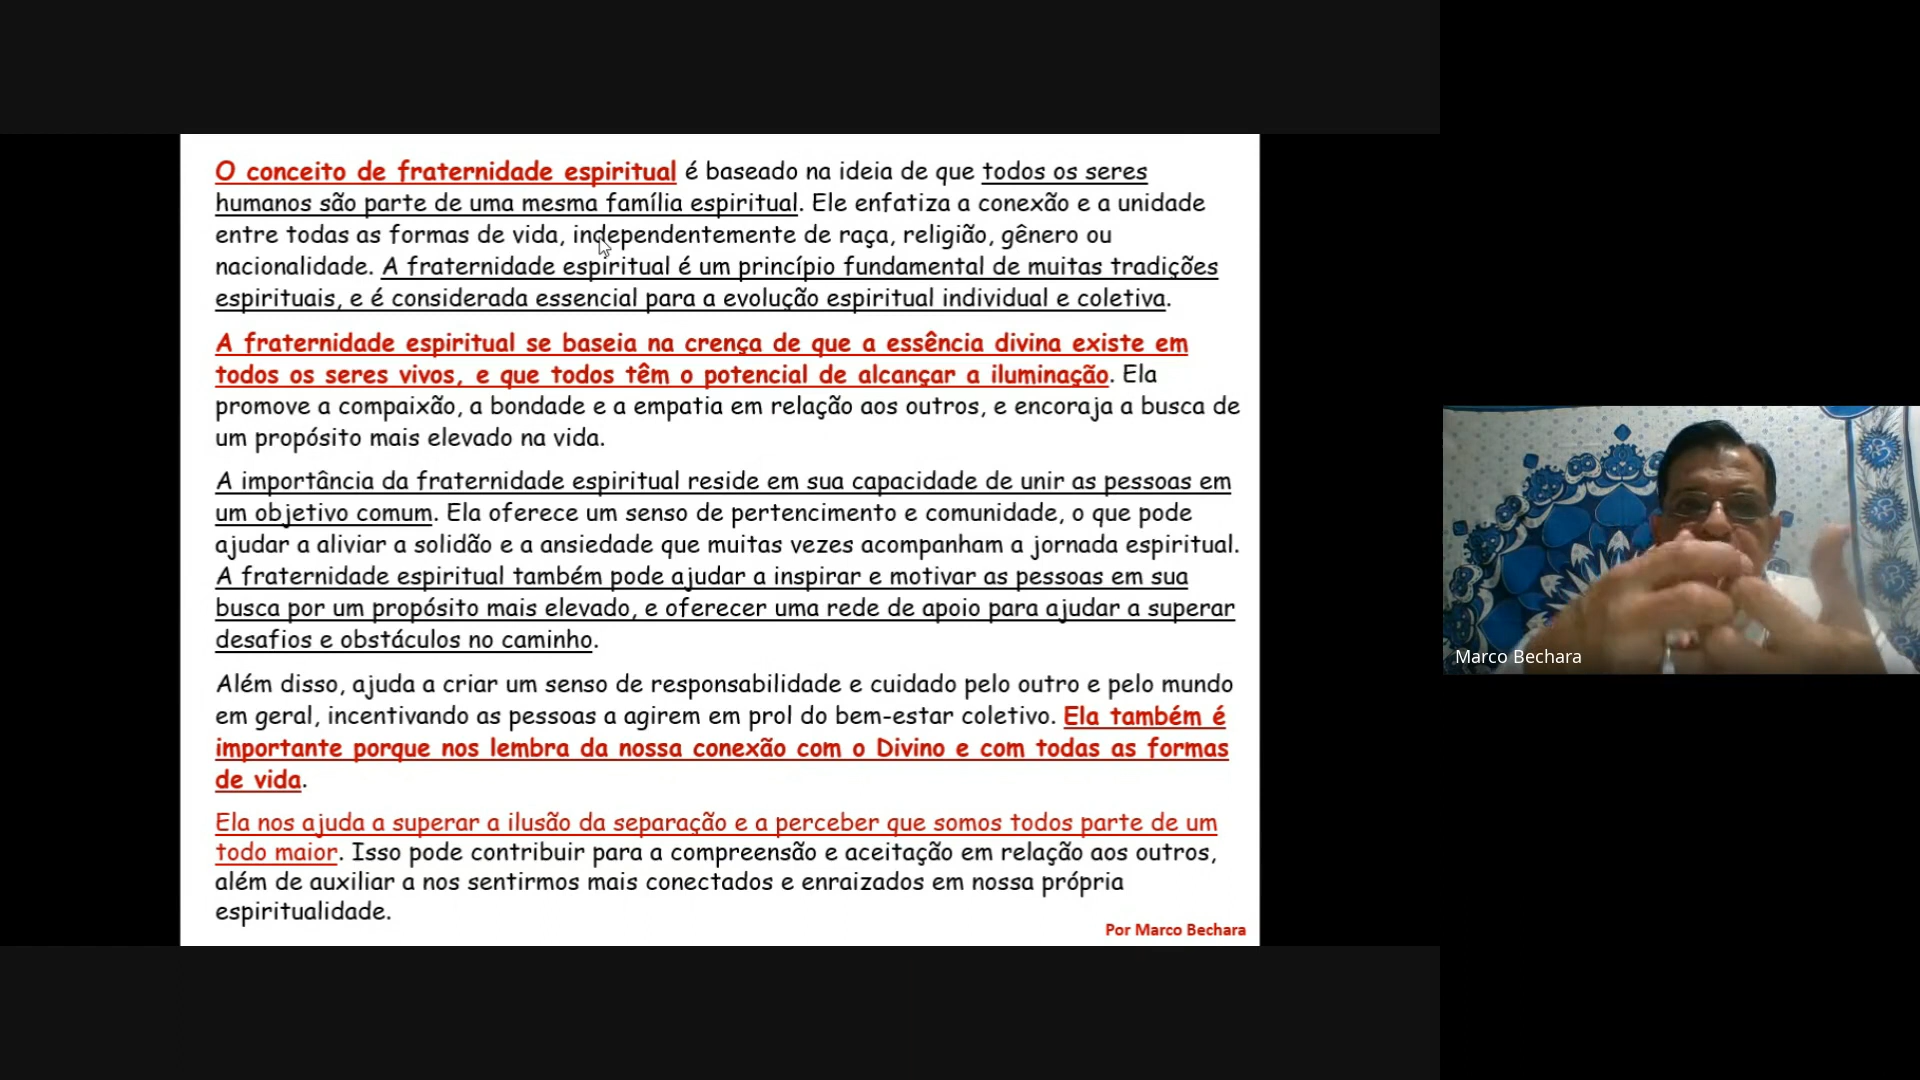 O conceito de fraternidade espiritual é baseado na ideia de que todos os seres
humanos são parte de uma mesma família espiritual. Ele enfatiza a conexão e a unidade
entre todas as formas de vida, independentemente de raça, religião, gênero ou
nacionalidade. A fraternidade espiritual é um princípio fundamental de muitas tradições
espirituais, e é considerada essencial para a evolução espiritual individual e coletiva.
A fraternidade espiritual se baseia na crença de que a essência divina existe em
todos os seres vivos, e que todos têm o potencial de alcançar a iluminação. Ela
promove a compaixão, a bondade e a empatia em relação aos outros, e encoraja a busca de
um propósito mais elevado na vida.
A importância da fraternidade espiritual reside em sua capacidade de unir as pessoas em
um objetivo comum. Ela oferece um senso de pertencimento e comunidade, o que pode
ajudar a aliviar a solidão e a ansiedade que muitas vezes acompanham a jornada espiritual.
A fraternidade espiritual também pode ajudar a inspirar e motivar as pessoas em sua
busca por um propósito mais elevado, e oferecer uma rede de apoio para ajudar a superar
desafios e obstáculos no caminho.
Além disso, ajuda a criar um senso de responsabilidade e cuidado pelo outro e pelo mundo
em geral, incentivando as pessoas a agirem em prol do bem-estar coletivo. Ela também é
importante porque nos lembra da nossa conexão com o Divino e com todas as formas
de vida.
Ela nos ajuda a superar a ilusão da separação e a perceber que somos todos parte de um
todo maior. Isso pode contribuir para a compreensão e aceitação em relação aos outros,
além de auxiliar a nos sentirmos mais conectados e enraizados em nossa própria
espiritualidade.
Por Marco Bechara
Marco Bechara